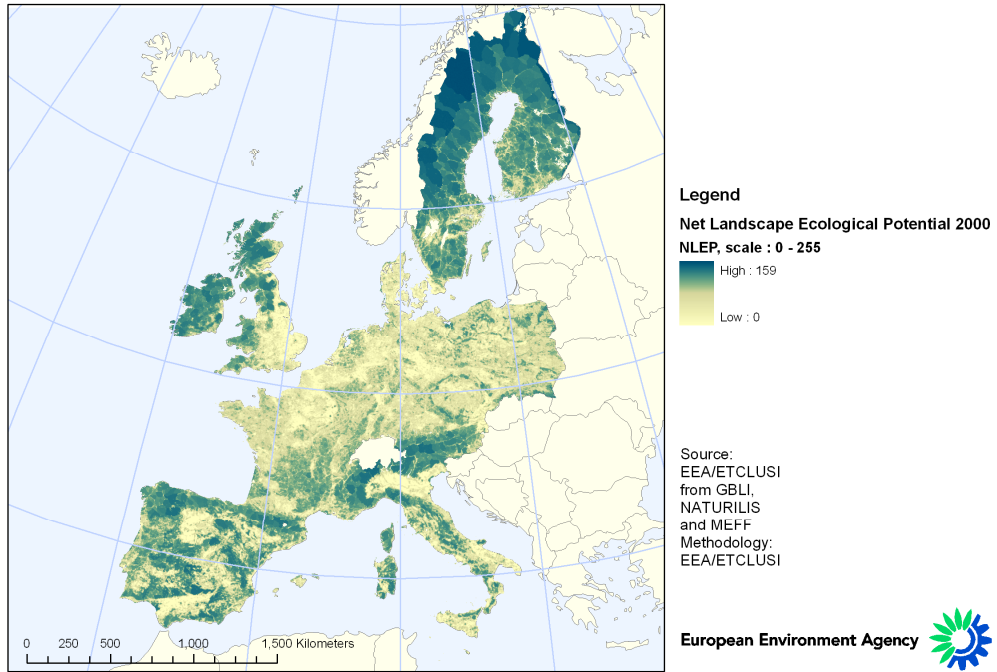 Legend
Net Landscape Ecological Potential 2000
NLEP, scale : 0 - 255
High : 159
Low : 0
Source:
EEA/ETCLUSI
from GBLI,
NATURILIS
and MEFF
Methodology:
EEA/ETCLUSI
0 250 500 1,000 1,500 Kilometers
European Environment Agency